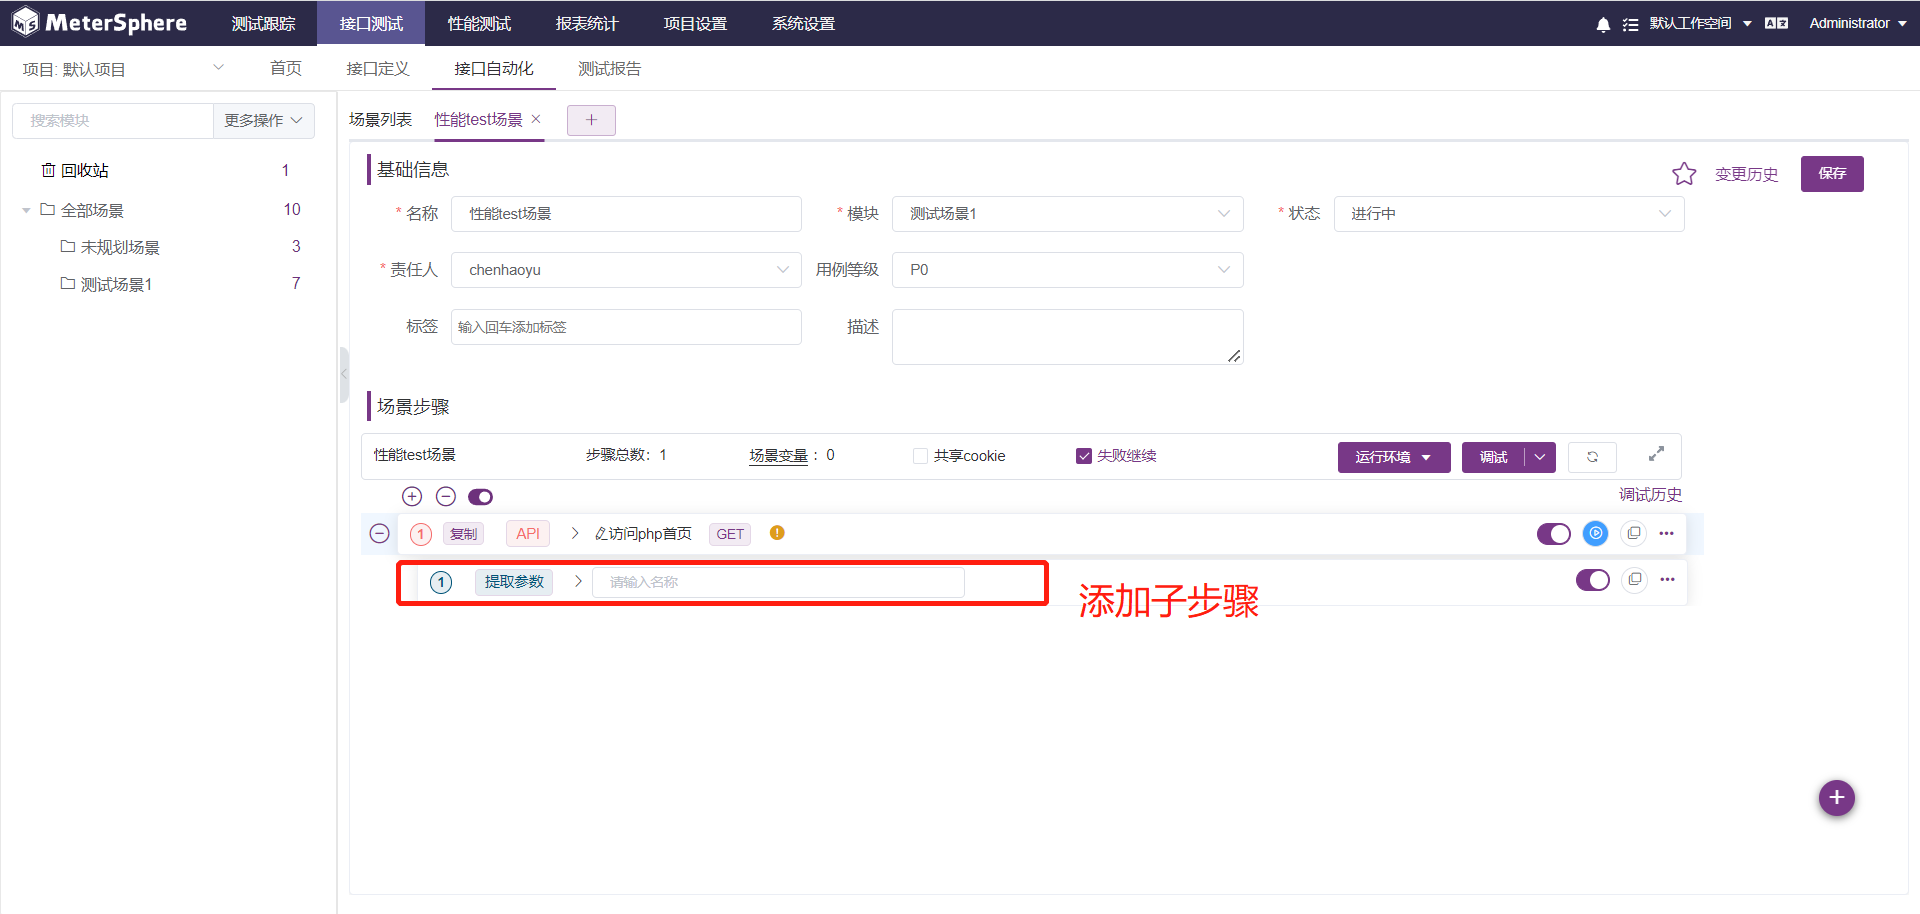 MeterSphere 测试跟踪 接口测试 性能测试 报表统计 项目设置 系统设置 默认工作空间 Administrator
项目: 默认项目 首页 接口定义 接口自动化 测试报告
搜索模块 更多操作
回收站 1
全部场景 10
未规划场景 3
测试场景1 7
场景列表 性能test场景 × +
基础信息 变更历史 保存
* 名称 性能test场景 * 模块 测试场景1 * 状态 进行中
* 责任人 chenhaoyu 用例等级 P0
标签 输入回车添加标签 描述
场景步骤
性能test场景 步骤总数：1 场景变量 ：0 共享cookie 失败继续 运行环境 调试
调试历史
1 复制 API > 访问php首页 GET
1 提取参数 > 请输入名称
添加子步骤